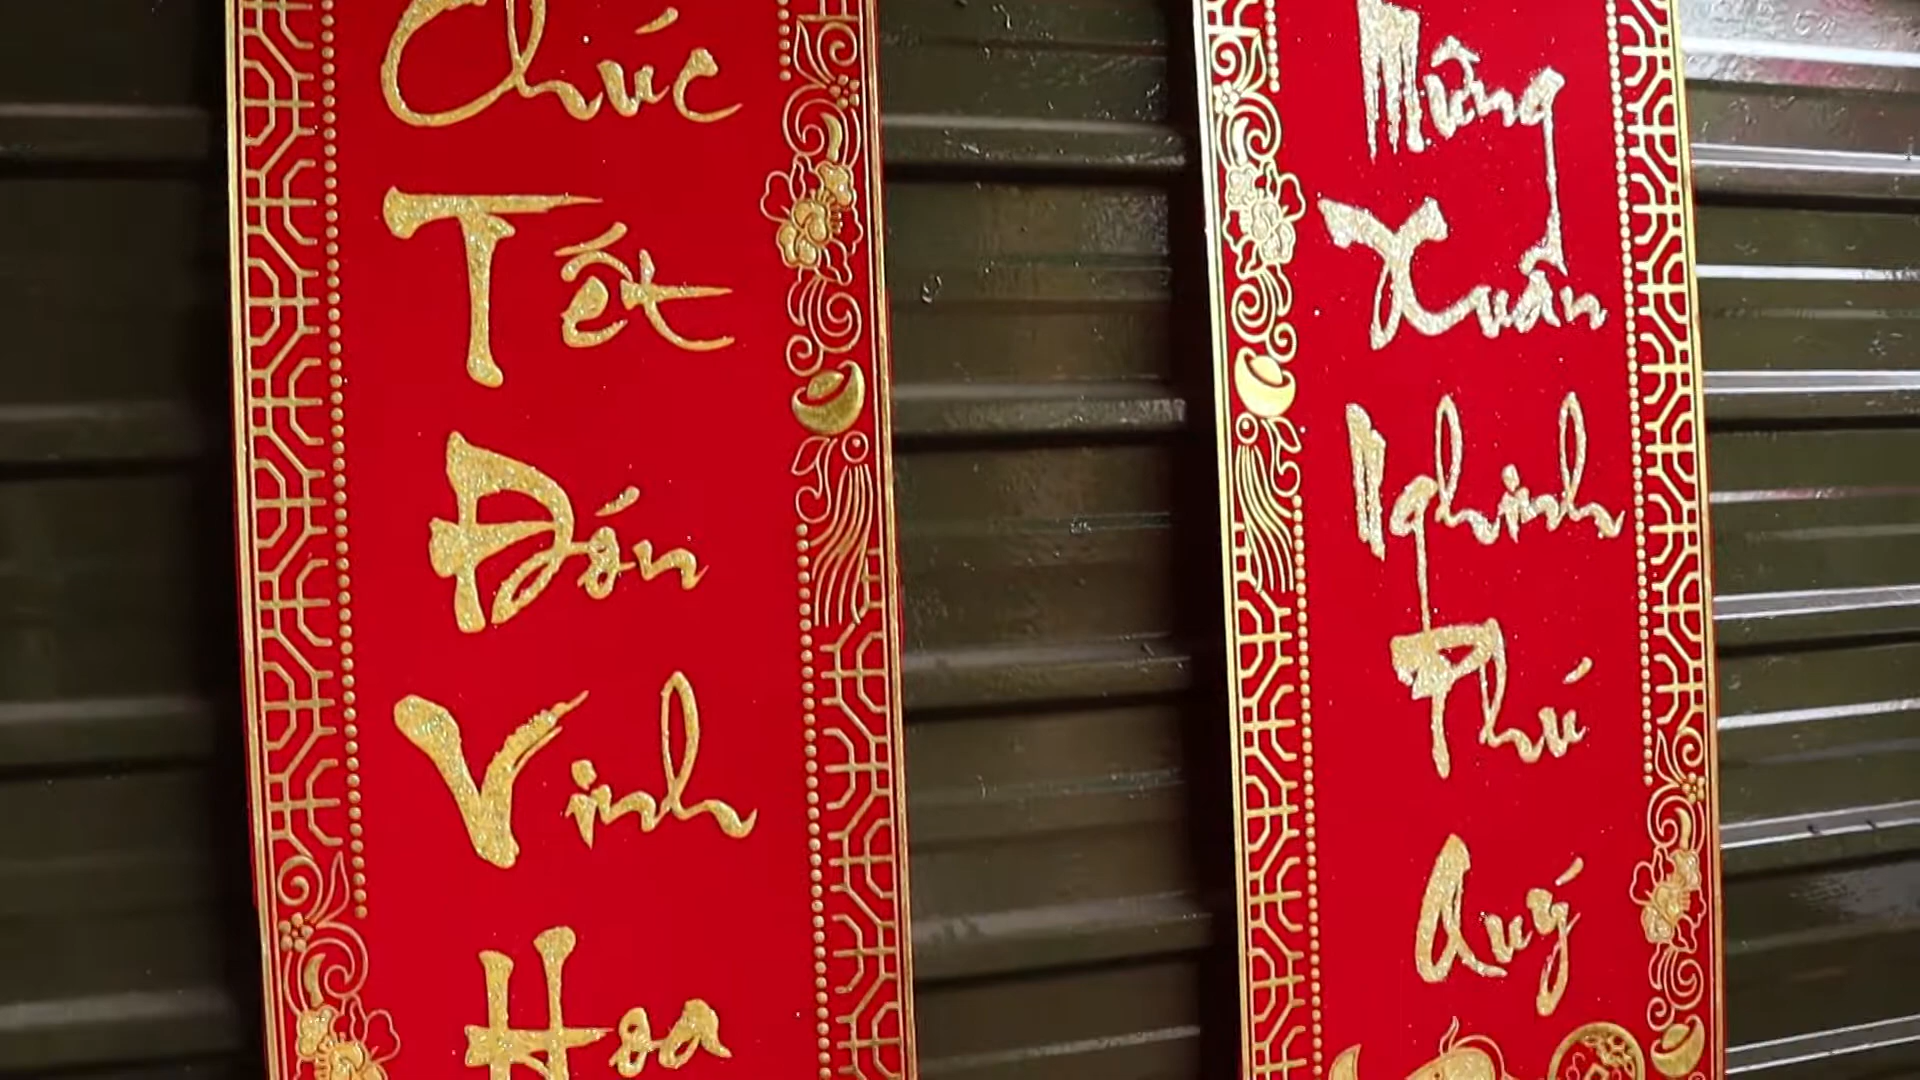 Chúc
Tết
Đón
Vinh
Hoa
Mừng
Xuân
Nghinh
Phú
Quý